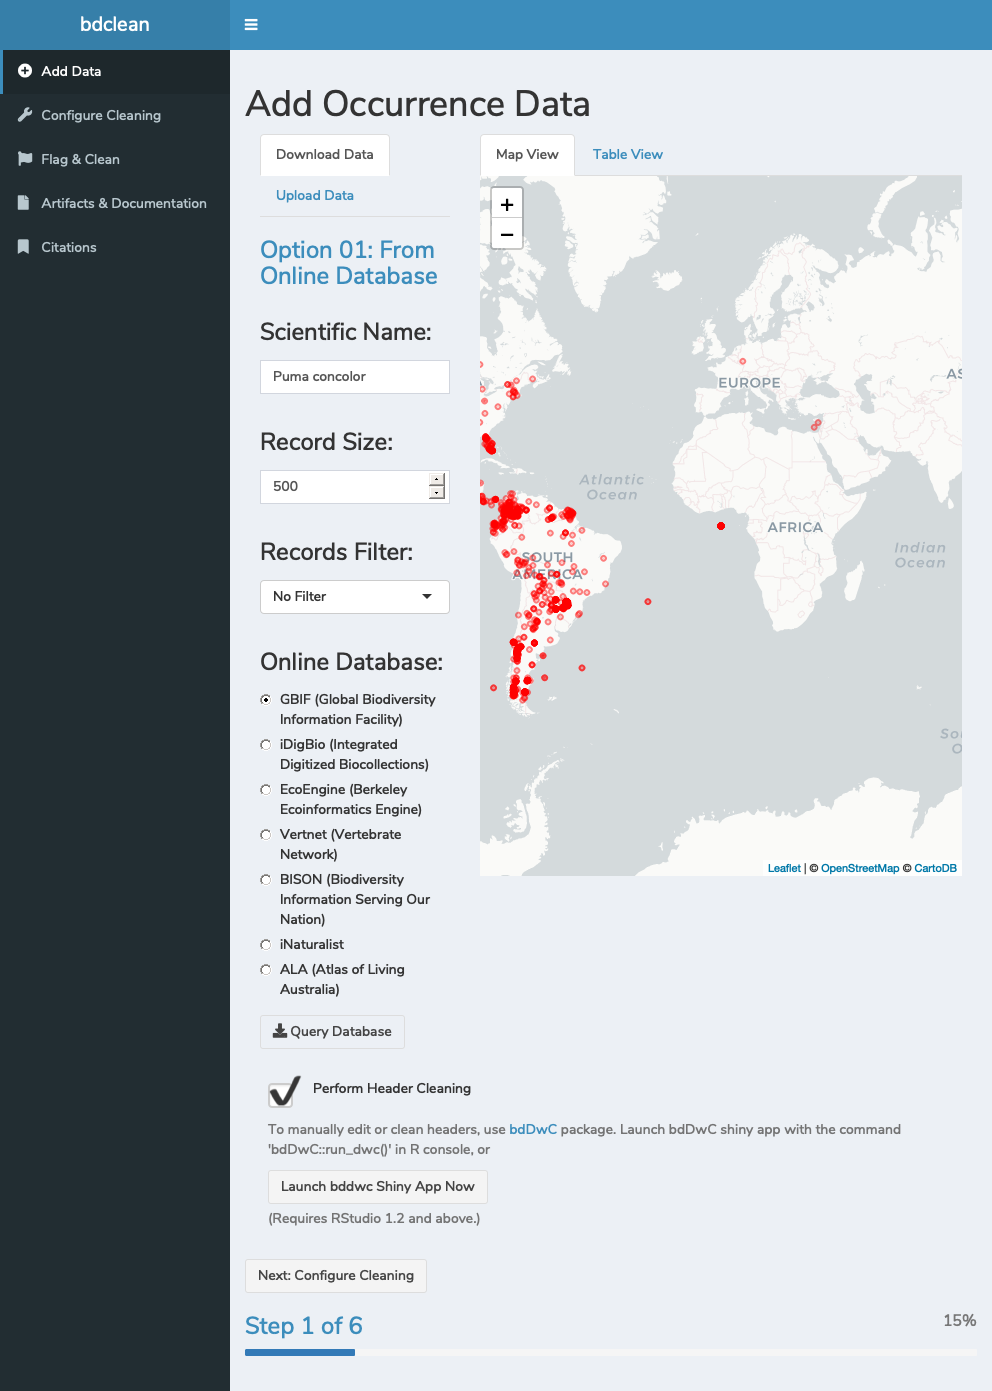 bdclean
Add Data
Configure Cleaning
Flag & Clean
Artifacts & Documentation
Citations
Add Occurrence Data
Download Data
Upload Data
Option 01: From
Online Database
Scientific Name:
Puma concolor
Record Size:
500
Records Filter:
No Filter
Online Database:
GBIF (Global Biodiversity
Information Facility)
iDigBio (Integrated
Digitized Biocollections)
EcoEngine (Berkeley
Ecoinformatics Engine)
Vertnet (Vertebrate
Network)
BISON (Biodiversity
Information Serving Our
Nation)
iNaturalist
ALA (Atlas of Living
Australia)
Query Database
Map View
Table View
+
−
EUROPE
AS
Atlantic
Ocean
AFRICA
Indian
Ocean
SOUTH
AMERICA
Sou
O
Leaflet | © OpenStreetMap © CartoDB
Perform Header Cleaning
To manually edit or clean headers, use bdDwC package. Launch bdDwC shiny app with the command
'bdDwC::run_dwc()' in R console, or
Launch bddwc Shiny App Now
(Requires RStudio 1.2 and above.)
Next: Configure Cleaning
Step 1 of 6
15%